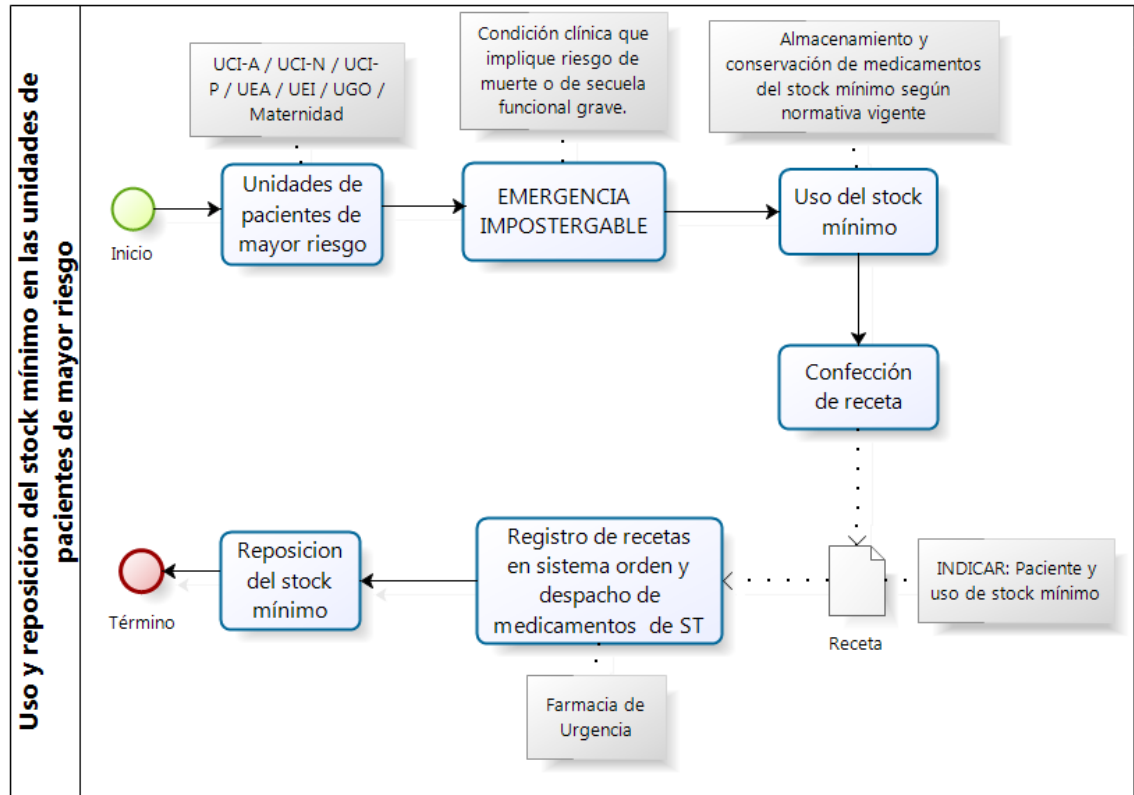 Uso y reposición del stock mínimo en las unidades de
pacientes de mayor riesgo
UCI-A / UCI-N / UCI-
P / UEA / UEI / UGO /
Maternidad
Condición clínica que
implique riesgo de
muerte o de secuela
funcional grave.
Almacenamiento y
conservación de medicamentos
del stock mínimo según
normativa vigente
Inicio
Unidades de
pacientes de
mayor riesgo
EMERGENCIA
IMPOSTERGABLE
Uso del stock
mínimo
Confección
de receta
INDICAR: Paciente y
uso de stock mínimo
Receta
Registro de recetas
en sistema orden y
despacho de
medicamentos de ST
Farmacia de
Urgencia
Reposicion
del stock
mínimo
Término